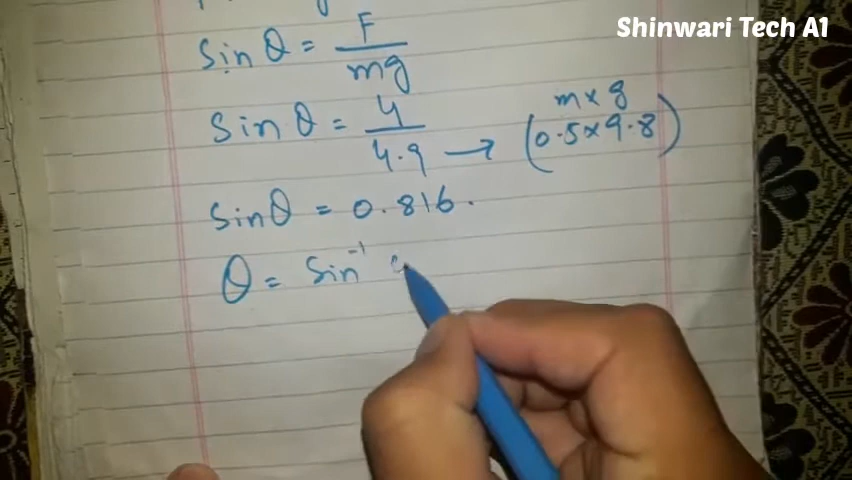 Shinwari Tech A1
Sin θ = F / mg
Sin θ = 4 / 4.9 → (0.5×9.8)
m×g
Sin θ = 0.816.
θ = Sin⁻¹